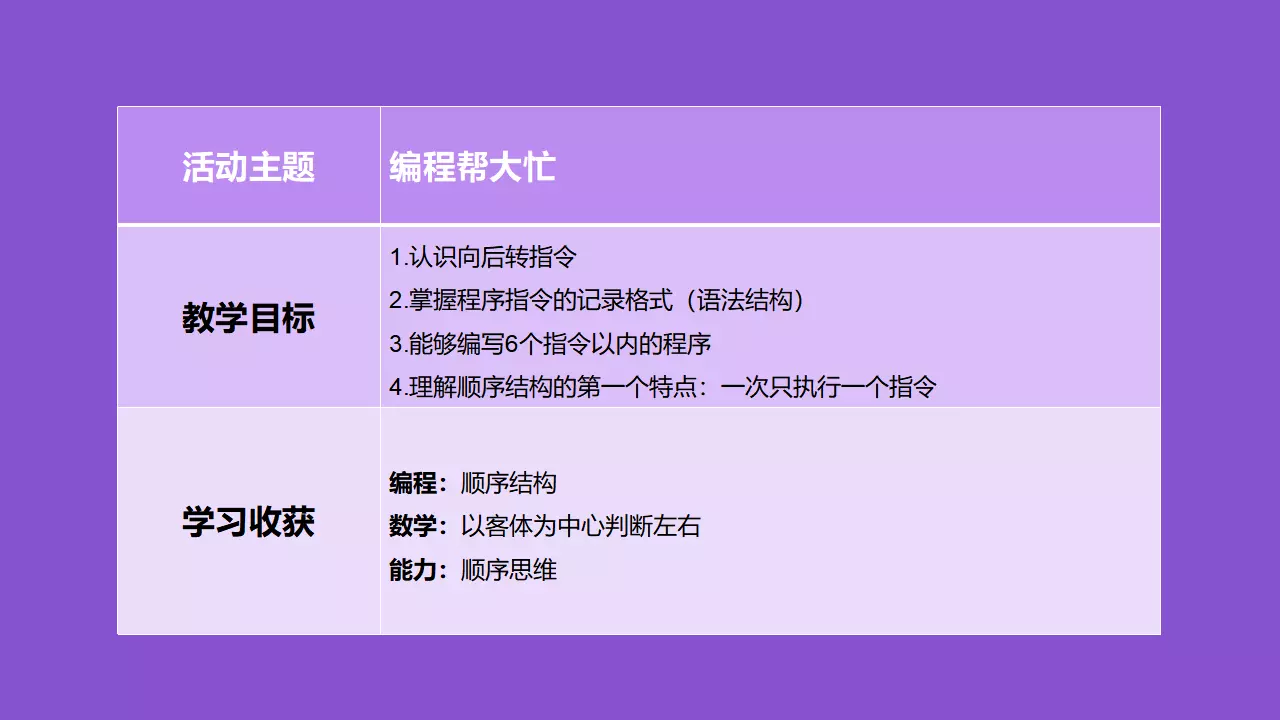 活动主题
编程帮大忙
教学目标
1.认识向后转指令
2.掌握程序指令的记录格式（语法结构）
3.能够编写6个指令以内的程序
4.理解顺序结构的第一个特点：一次只执行一个指令
学习收获
编程：顺序结构
数学：以客体为中心判断左右
能力：顺序思维